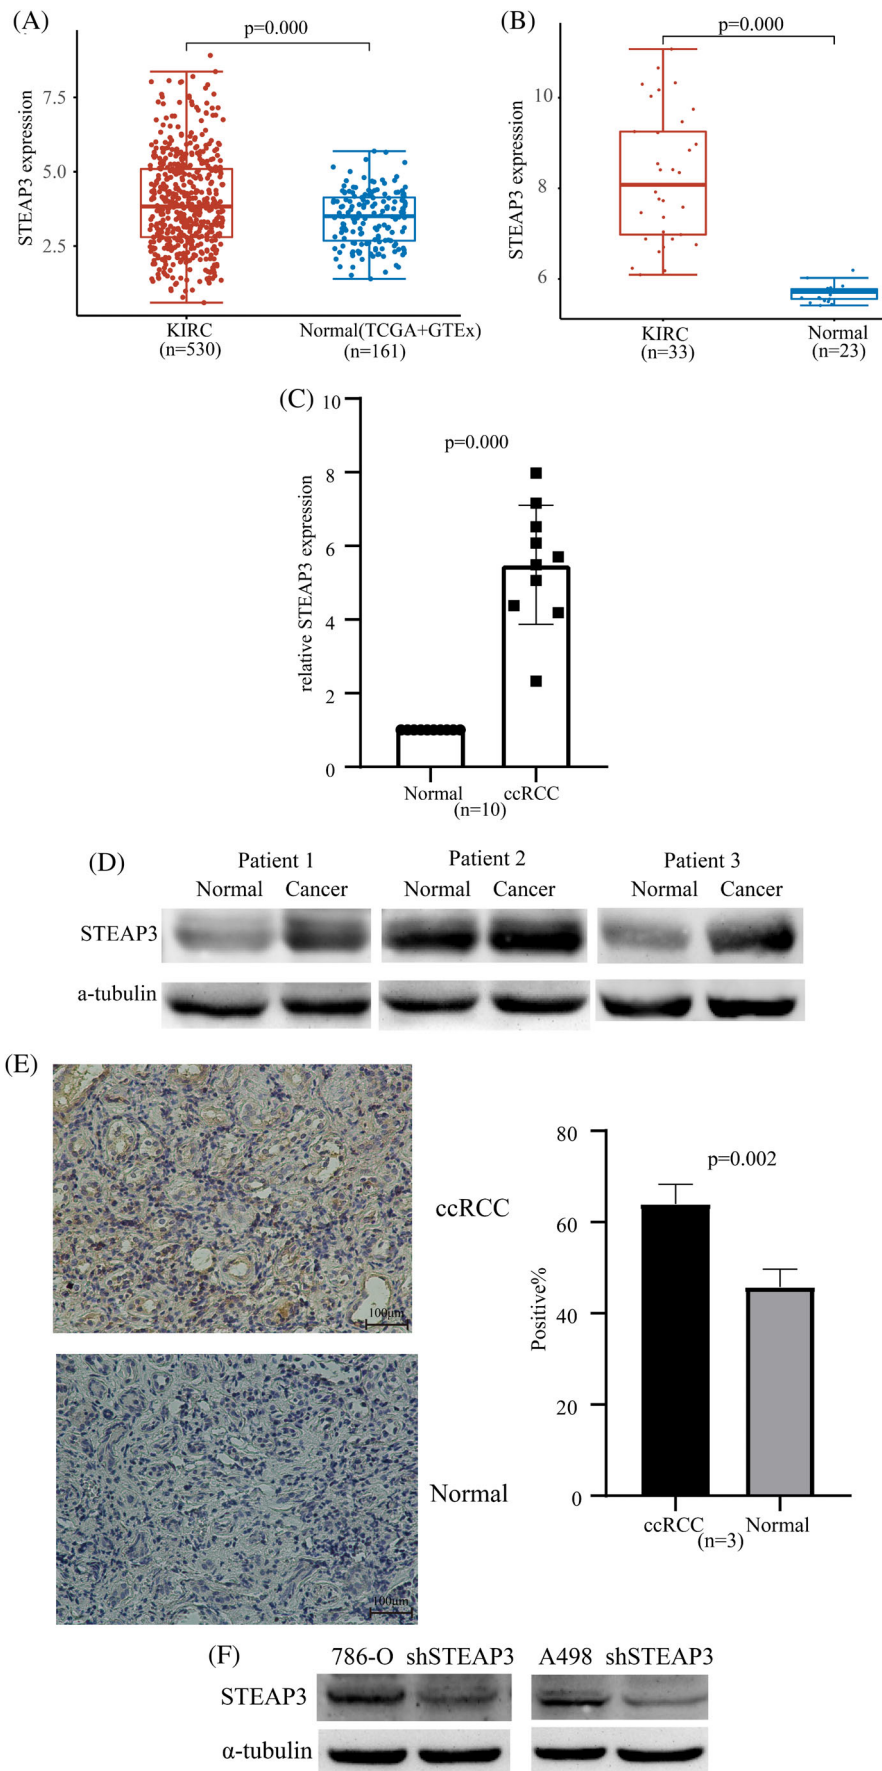 (A)
p=0.000
STEAP3 expression
7.5
5.0
2.5
KIRC
(n=530)
Normal(TCGA+GTEx)
(n=161)
(B)
p=0.000
STEAP3 expression
10
8
6
KIRC
(n=33)
Normal
(n=23)
(C)
p=0.000
relative STEAP3 expression
10
8
6
4
2
0
Normal
ccRCC
(n=10)
(D)
Patient 1
Patient 2
Patient 3
Normal Cancer
Normal Cancer
Normal Cancer
STEAP3
a-tubulin
(E)
100μm
ccRCC
100μm
Normal
p=0.002
Positive%
80
60
40
20
0
ccRCC
Normal
(n=3)
(F)
786-O shSTEAP3
A498 shSTEAP3
STEAP3
α-tubulin